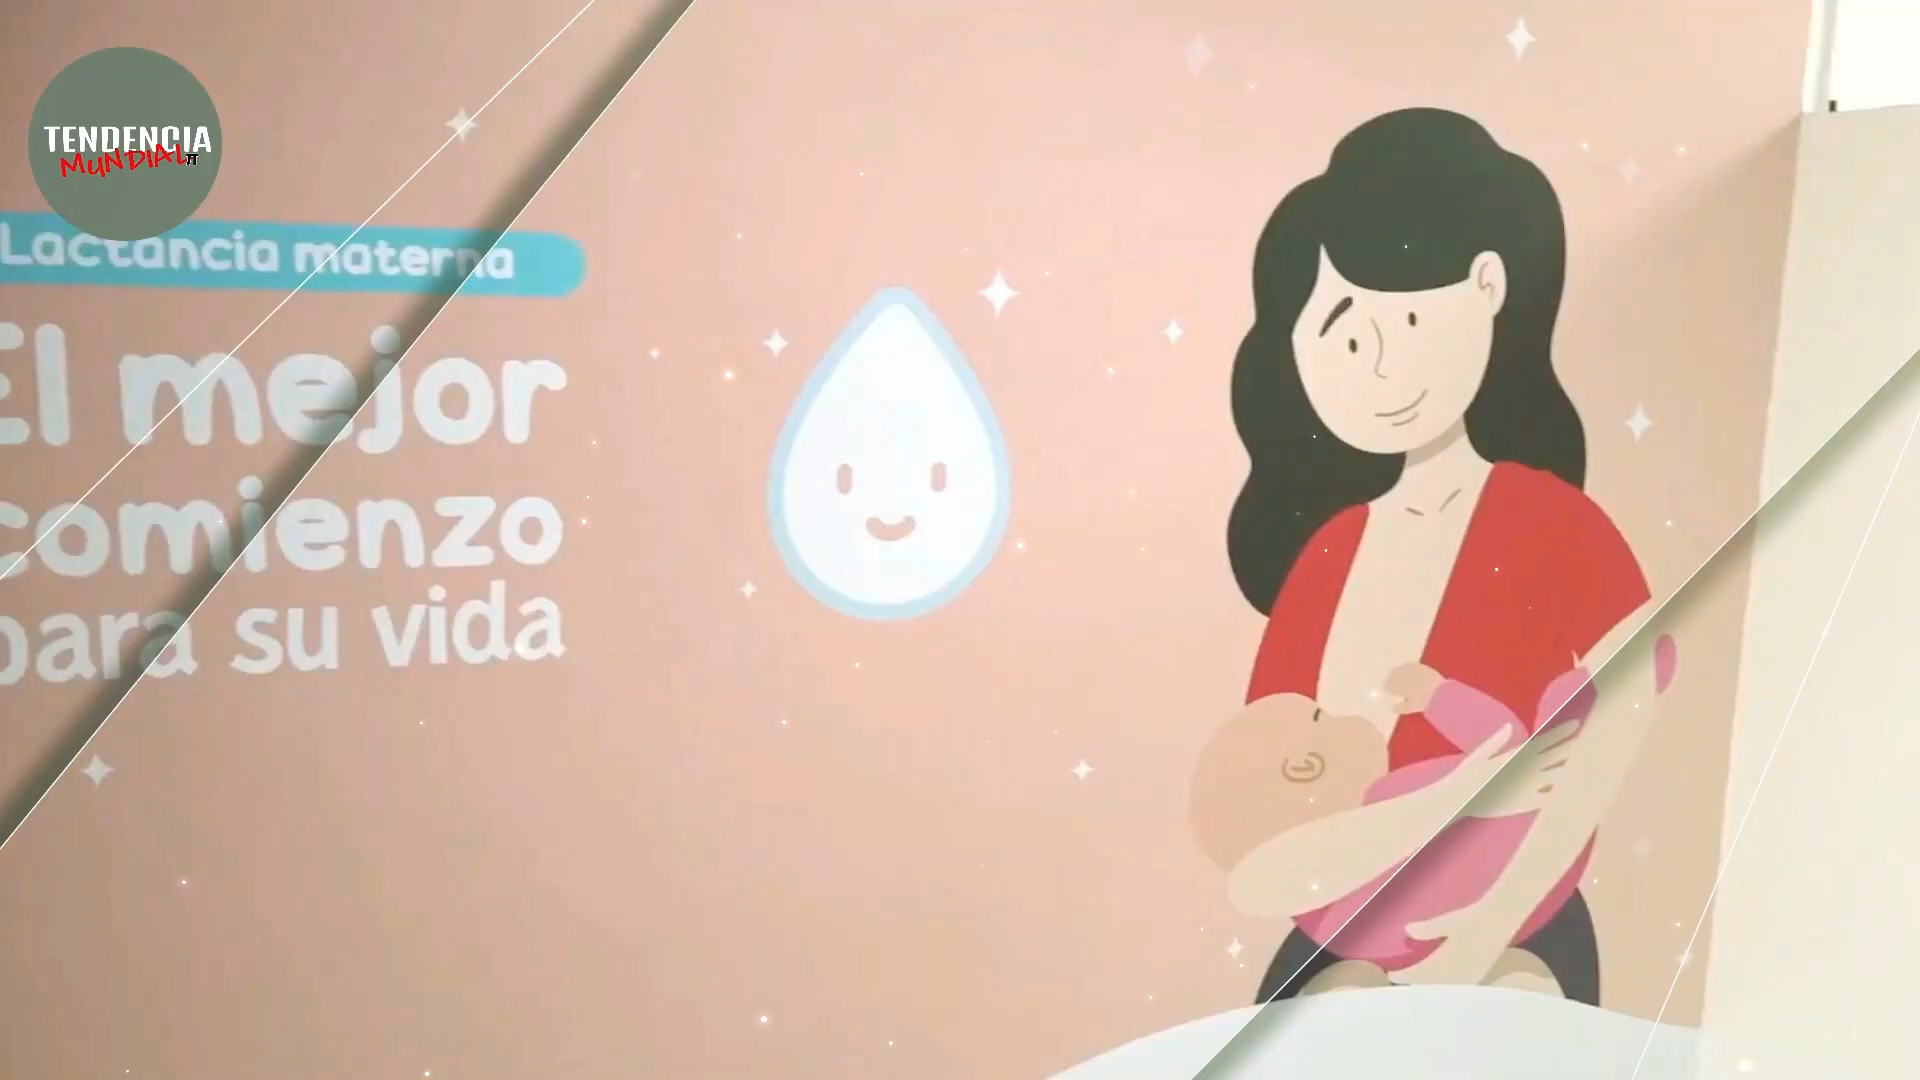 TENDENCIA
MUNDIAL
Lactancia materna
El mejor
comienzo
para su vida